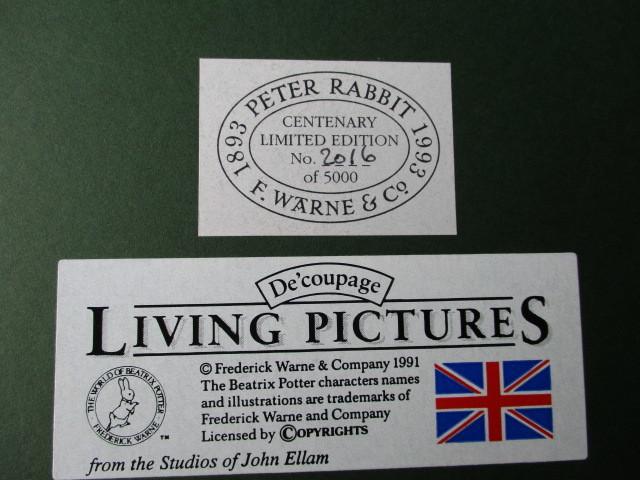 1893 PETER RABBIT 1993
CENTENARY
LIMITED EDITION
No. 2016
of 5000
F. WARNE & Co
De'coupage
LIVING PICTURES
© Frederick Warne & Company 1991
The Beatrix Potter characters names
and illustrations are trademarks of
Frederick Warne and Company
Licensed by ©OPYRIGHTS
THE WORLD OF BEATRIX POTTER
FREDERICK WARNE
TM
from the Studios of John Ellam